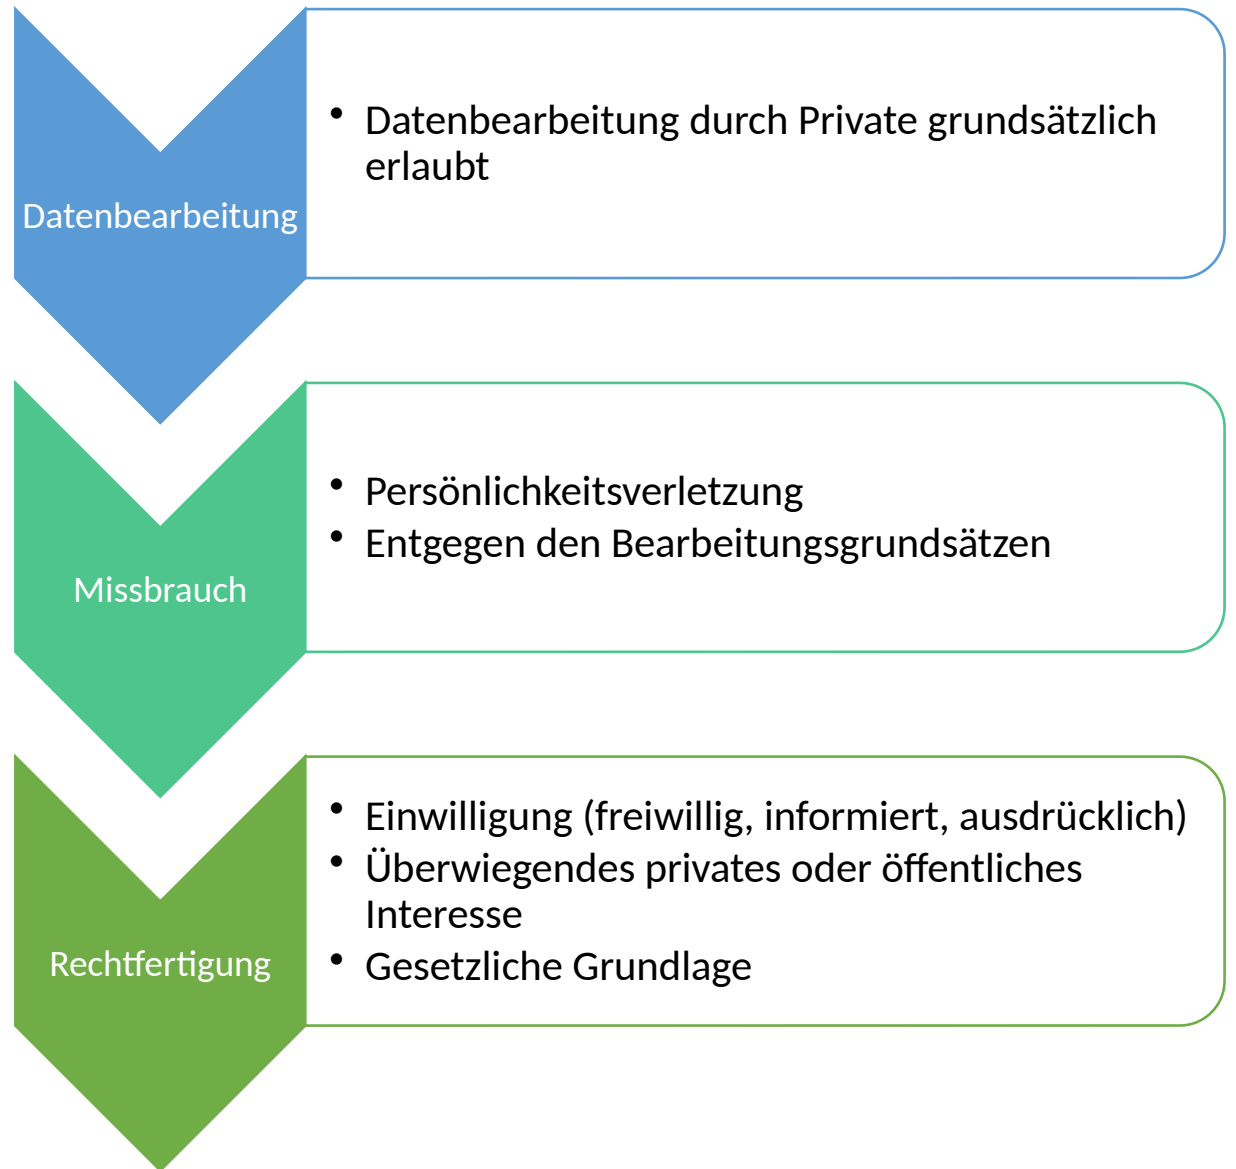 Datenbearbeitung
• Datenbearbeitung durch Private grundsätzlich
erlaubt
Missbrauch
• Persönlichkeitsverletzung
• Entgegen den Bearbeitungsgrundsätzen
Rechtfertigung
• Einwilligung (freiwillig, informiert, ausdrücklich)
• Überwiegendes privates oder öffentliches
Interesse
• Gesetzliche Grundlage